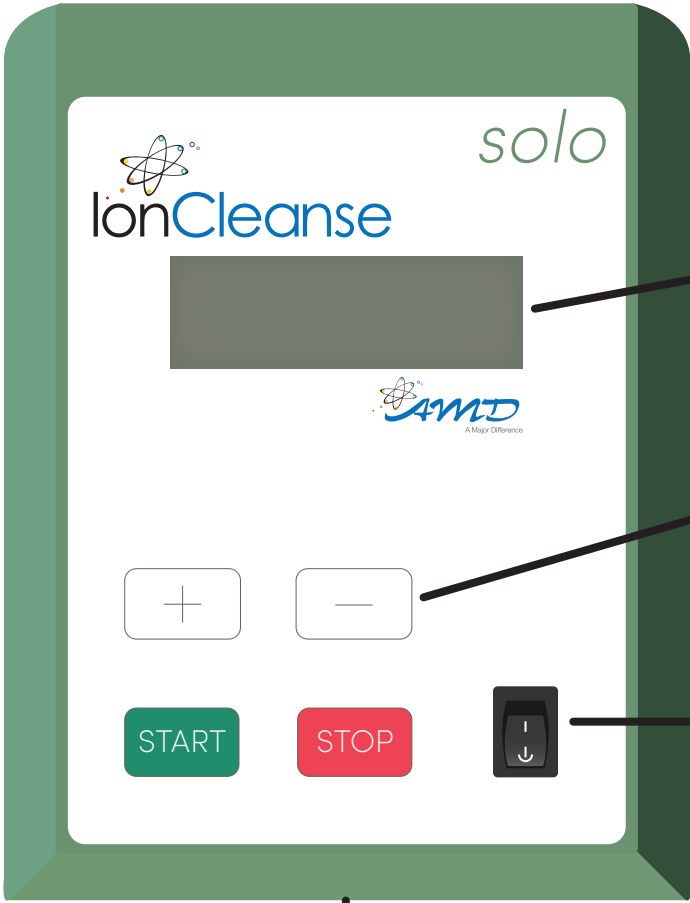 solo
IonCleanse
AMD
A Major Difference
+ −
START STOP